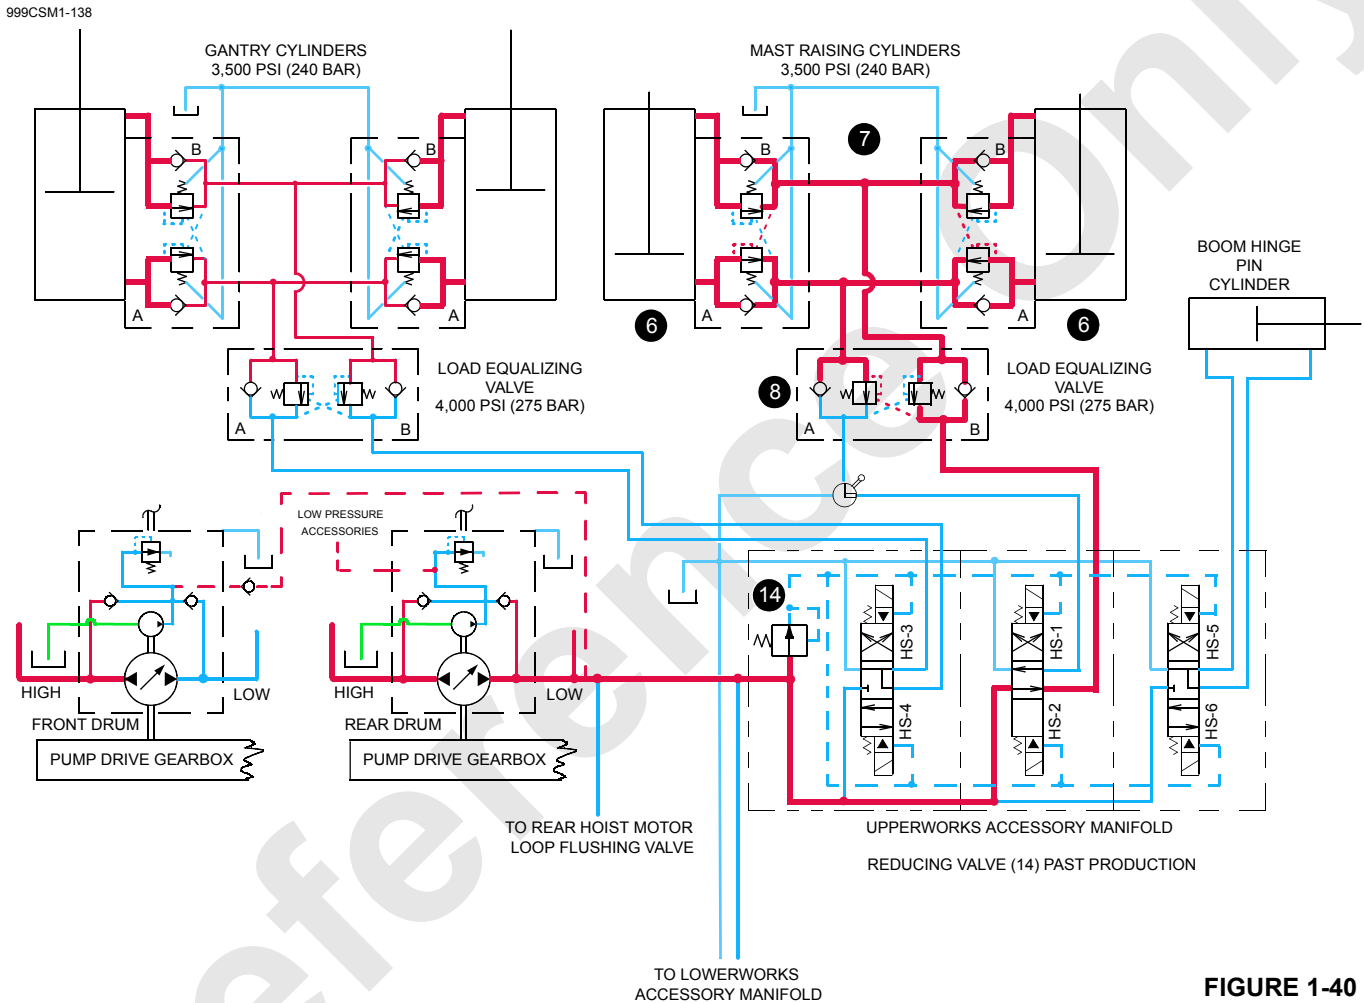 999CSM1-138
GANTRY CYLINDERS
3,500 PSI (240 BAR)
MAST RAISING CYLINDERS
3,500 PSI (240 BAR)
B
B
B
7
B
BOOM HINGE
PIN
CYLINDER
A
A
6
A
A
6
LOAD EQUALIZING
VALVE
4,000 PSI (275 BAR)
8
LOAD EQUALIZING
VALVE
4,000 PSI (275 BAR)
A
B
A
B
LOW PRESSURE
ACCESSORIES
14
HS-3
HS-1
HS-5
HIGH
LOW
HIGH
LOW
HS-4
HS-2
HS-6
FRONT DRUM
REAR DRUM
PUMP DRIVE GEARBOX
PUMP DRIVE GEARBOX
TO REAR HOIST MOTOR
LOOP FLUSHING VALVE
UPPERWORKS ACCESSORY MANIFOLD
REDUCING VALVE (14) PAST PRODUCTION
TO LOWERWORKS
ACCESSORY MANIFOLD
FIGURE 1-40
Reference Only